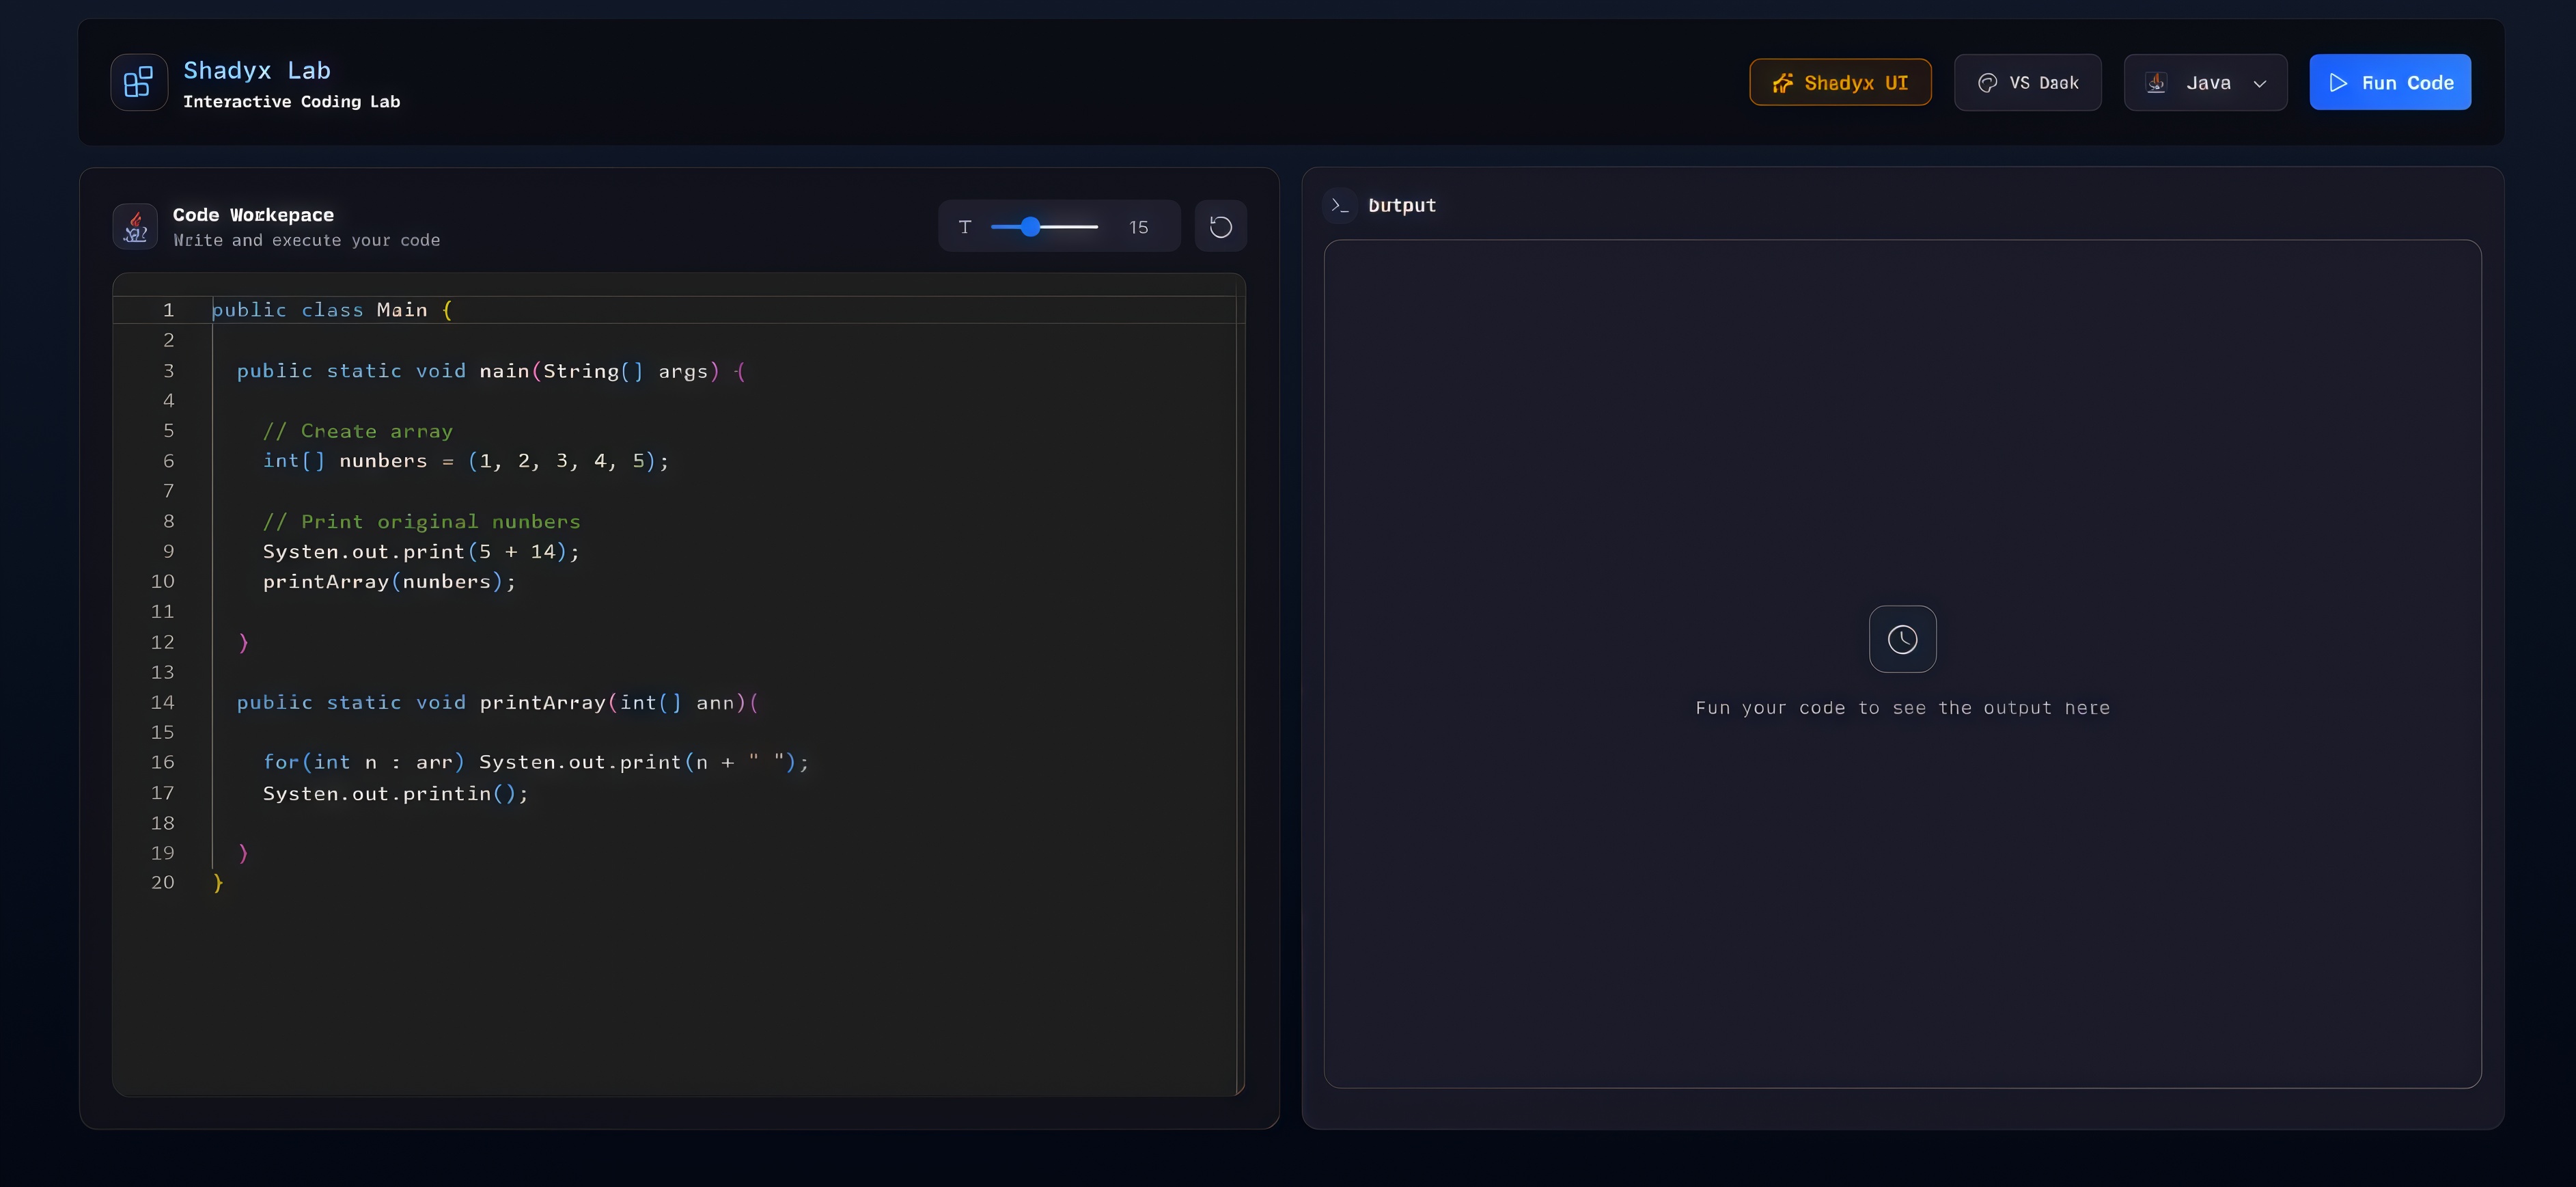 Shadyx Lab
Interactive Coding Lab
Shadyx UI
VS Daok
Java
Fun Code
Code Workepace
Write and execute your code
T
15
1 public class Main {
2
3 pubiic static void nain(String[] args) {
4
5 // Create array
6 int[] nunbers = (1, 2, 3, 4, 5);
7
8 // Print original nunbers
9 Systen.out.print(5 + 14);
10 printArray(nunbers);
11
12 )
13
14 pubiic static void printArray(int[] ann)(
15
16 for(int n : arr) Systen.out.print(n + " ");
17 Systen.out.printin();
18
19 )
20 }
>_ Output
Fun your code to see the output here